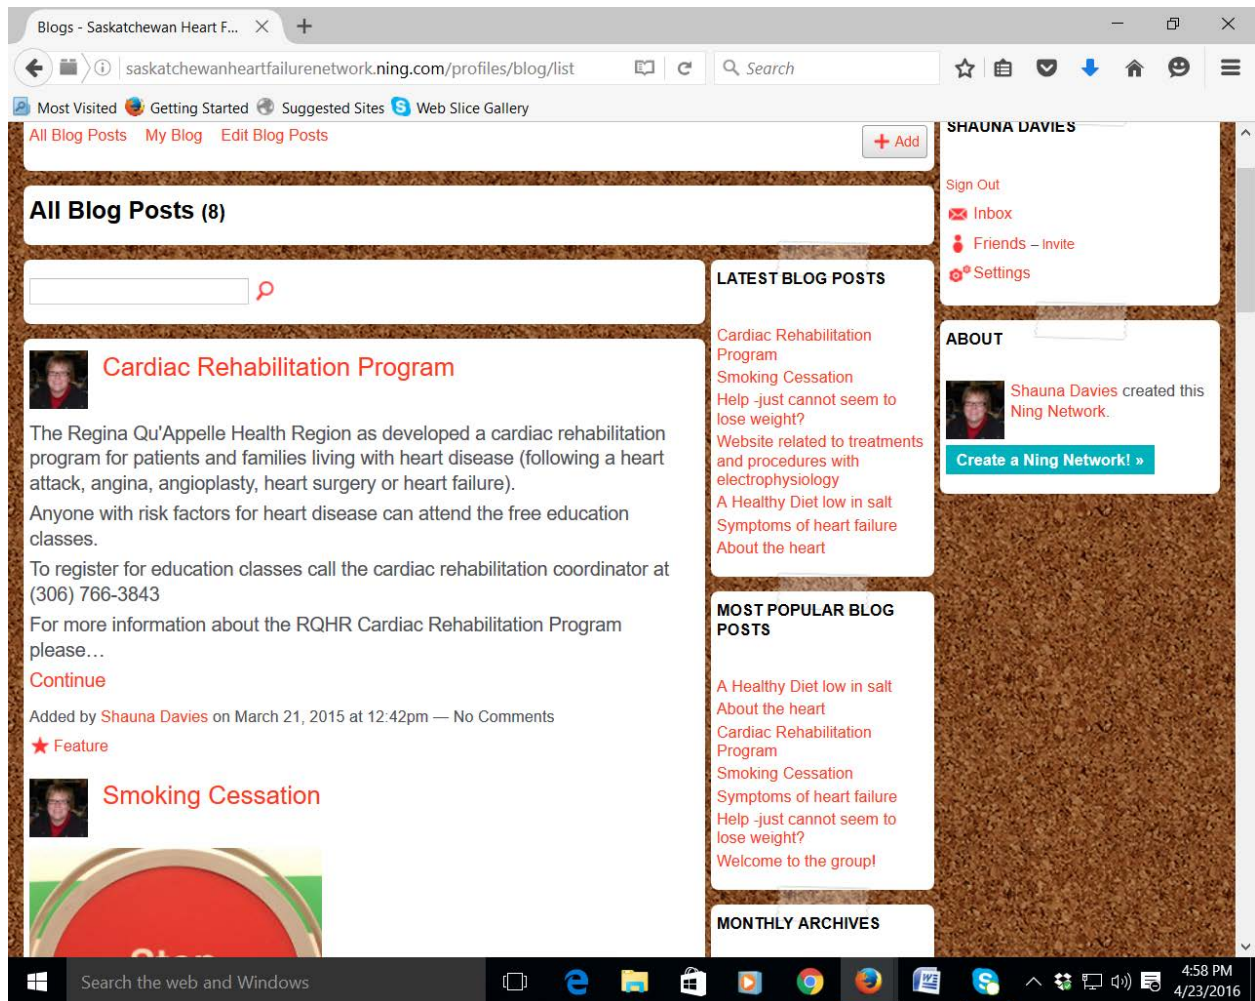 Blogs - Saskatchewan Heart F...
saskatchewanheartfailurenetwork.ning.com/profiles/blog/list
Search
Most Visited
Getting Started
Suggested Sites
Web Slice Gallery
All Blog Posts
My Blog
Edit Blog Posts
Add
All Blog Posts (8)
Cardiac Rehabilitation Program
The Regina Qu'Appelle Health Region as developed a cardiac rehabilitation
program for patients and families living with heart disease (following a heart
attack, angina, angioplasty, heart surgery or heart failure).
Anyone with risk factors for heart disease can attend the free education
classes.
To register for education classes call the cardiac rehabilitation coordinator at
(306) 766-3843
For more information about the RQHR Cardiac Rehabilitation Program
please…
Continue
Added by Shauna Davies on March 21, 2015 at 12:42pm — No Comments
Feature
Smoking Cessation
Stop
LATEST BLOG POSTS
Cardiac Rehabilitation
Program
Smoking Cessation
Help -just cannot seem to
lose weight?
Website related to treatments
and procedures with
electrophysiology
A Healthy Diet low in salt
Symptoms of heart failure
About the heart
MOST POPULAR BLOG
POSTS
A Healthy Diet low in salt
About the heart
Cardiac Rehabilitation
Program
Smoking Cessation
Symptoms of heart failure
Help -just cannot seem to
lose weight?
Welcome to the group!
MONTHLY ARCHIVES
SHAUNA DAVIES
Sign Out
Inbox
Friends – Invite
Settings
ABOUT
Shauna Davies created this
Ning Network.
Create a Ning Network! »
Search the web and Windows
4:58 PM
4/23/2016